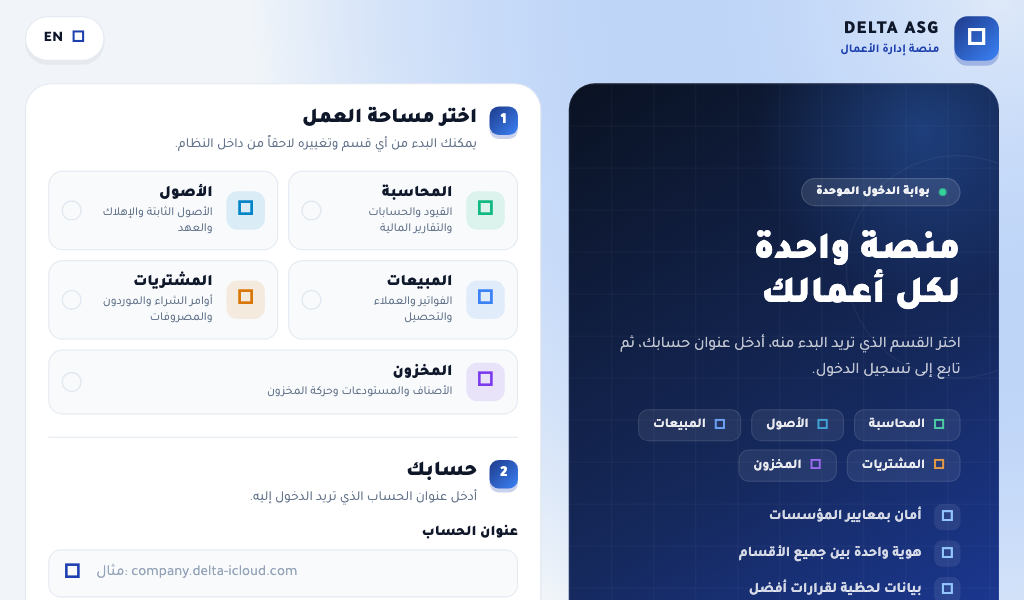 DELTA ASG
منصة إدارة الأعمال
EN
بوابة الدخول الموحدة
منصة واحدة
لكل أعمالك
اختر القسم الذي تريد البدء منه، أدخل عنوان حسابك، ثم
تابع إلى تسجيل الدخول.
المحاسبة
الأصول
المبيعات
المشتريات
المخزون
أمان بمعايير المؤسسات
هوية واحدة بين جميع الأقسام
بيانات لحظية لقرارات أفضل
1
اختر مساحة العمل
يمكنك البدء من أي قسم وتغييره لاحقاً من داخل النظام.
المحاسبة
القيود والحسابات
والتقارير المالية
الأصول
الأصول الثابتة والإهلاك
والعهد
المبيعات
الفواتير والعملاء
والتحصيل
المشتريات
أوامر الشراء والموردون
والمصروفات
المخزون
الأصناف والمستودعات وحركة المخزون
2
حسابك
أدخل عنوان الحساب الذي تريد الدخول إليه.
عنوان الحساب
مثال: company.delta-icloud.com